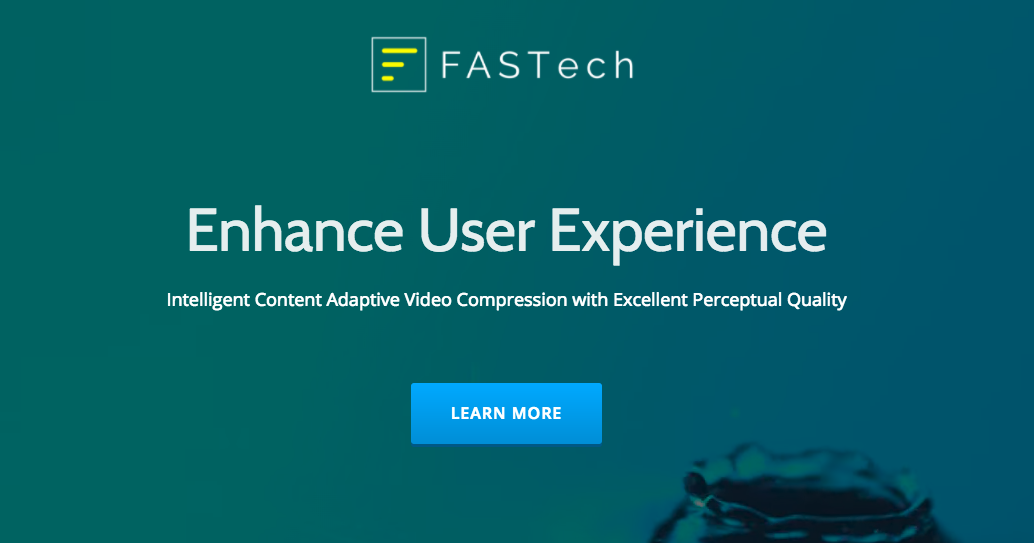 FASTech
Enhance User Experience
Intelligent Content Adaptive Video Compression with Excellent Perceptual Quality
LEARN MORE